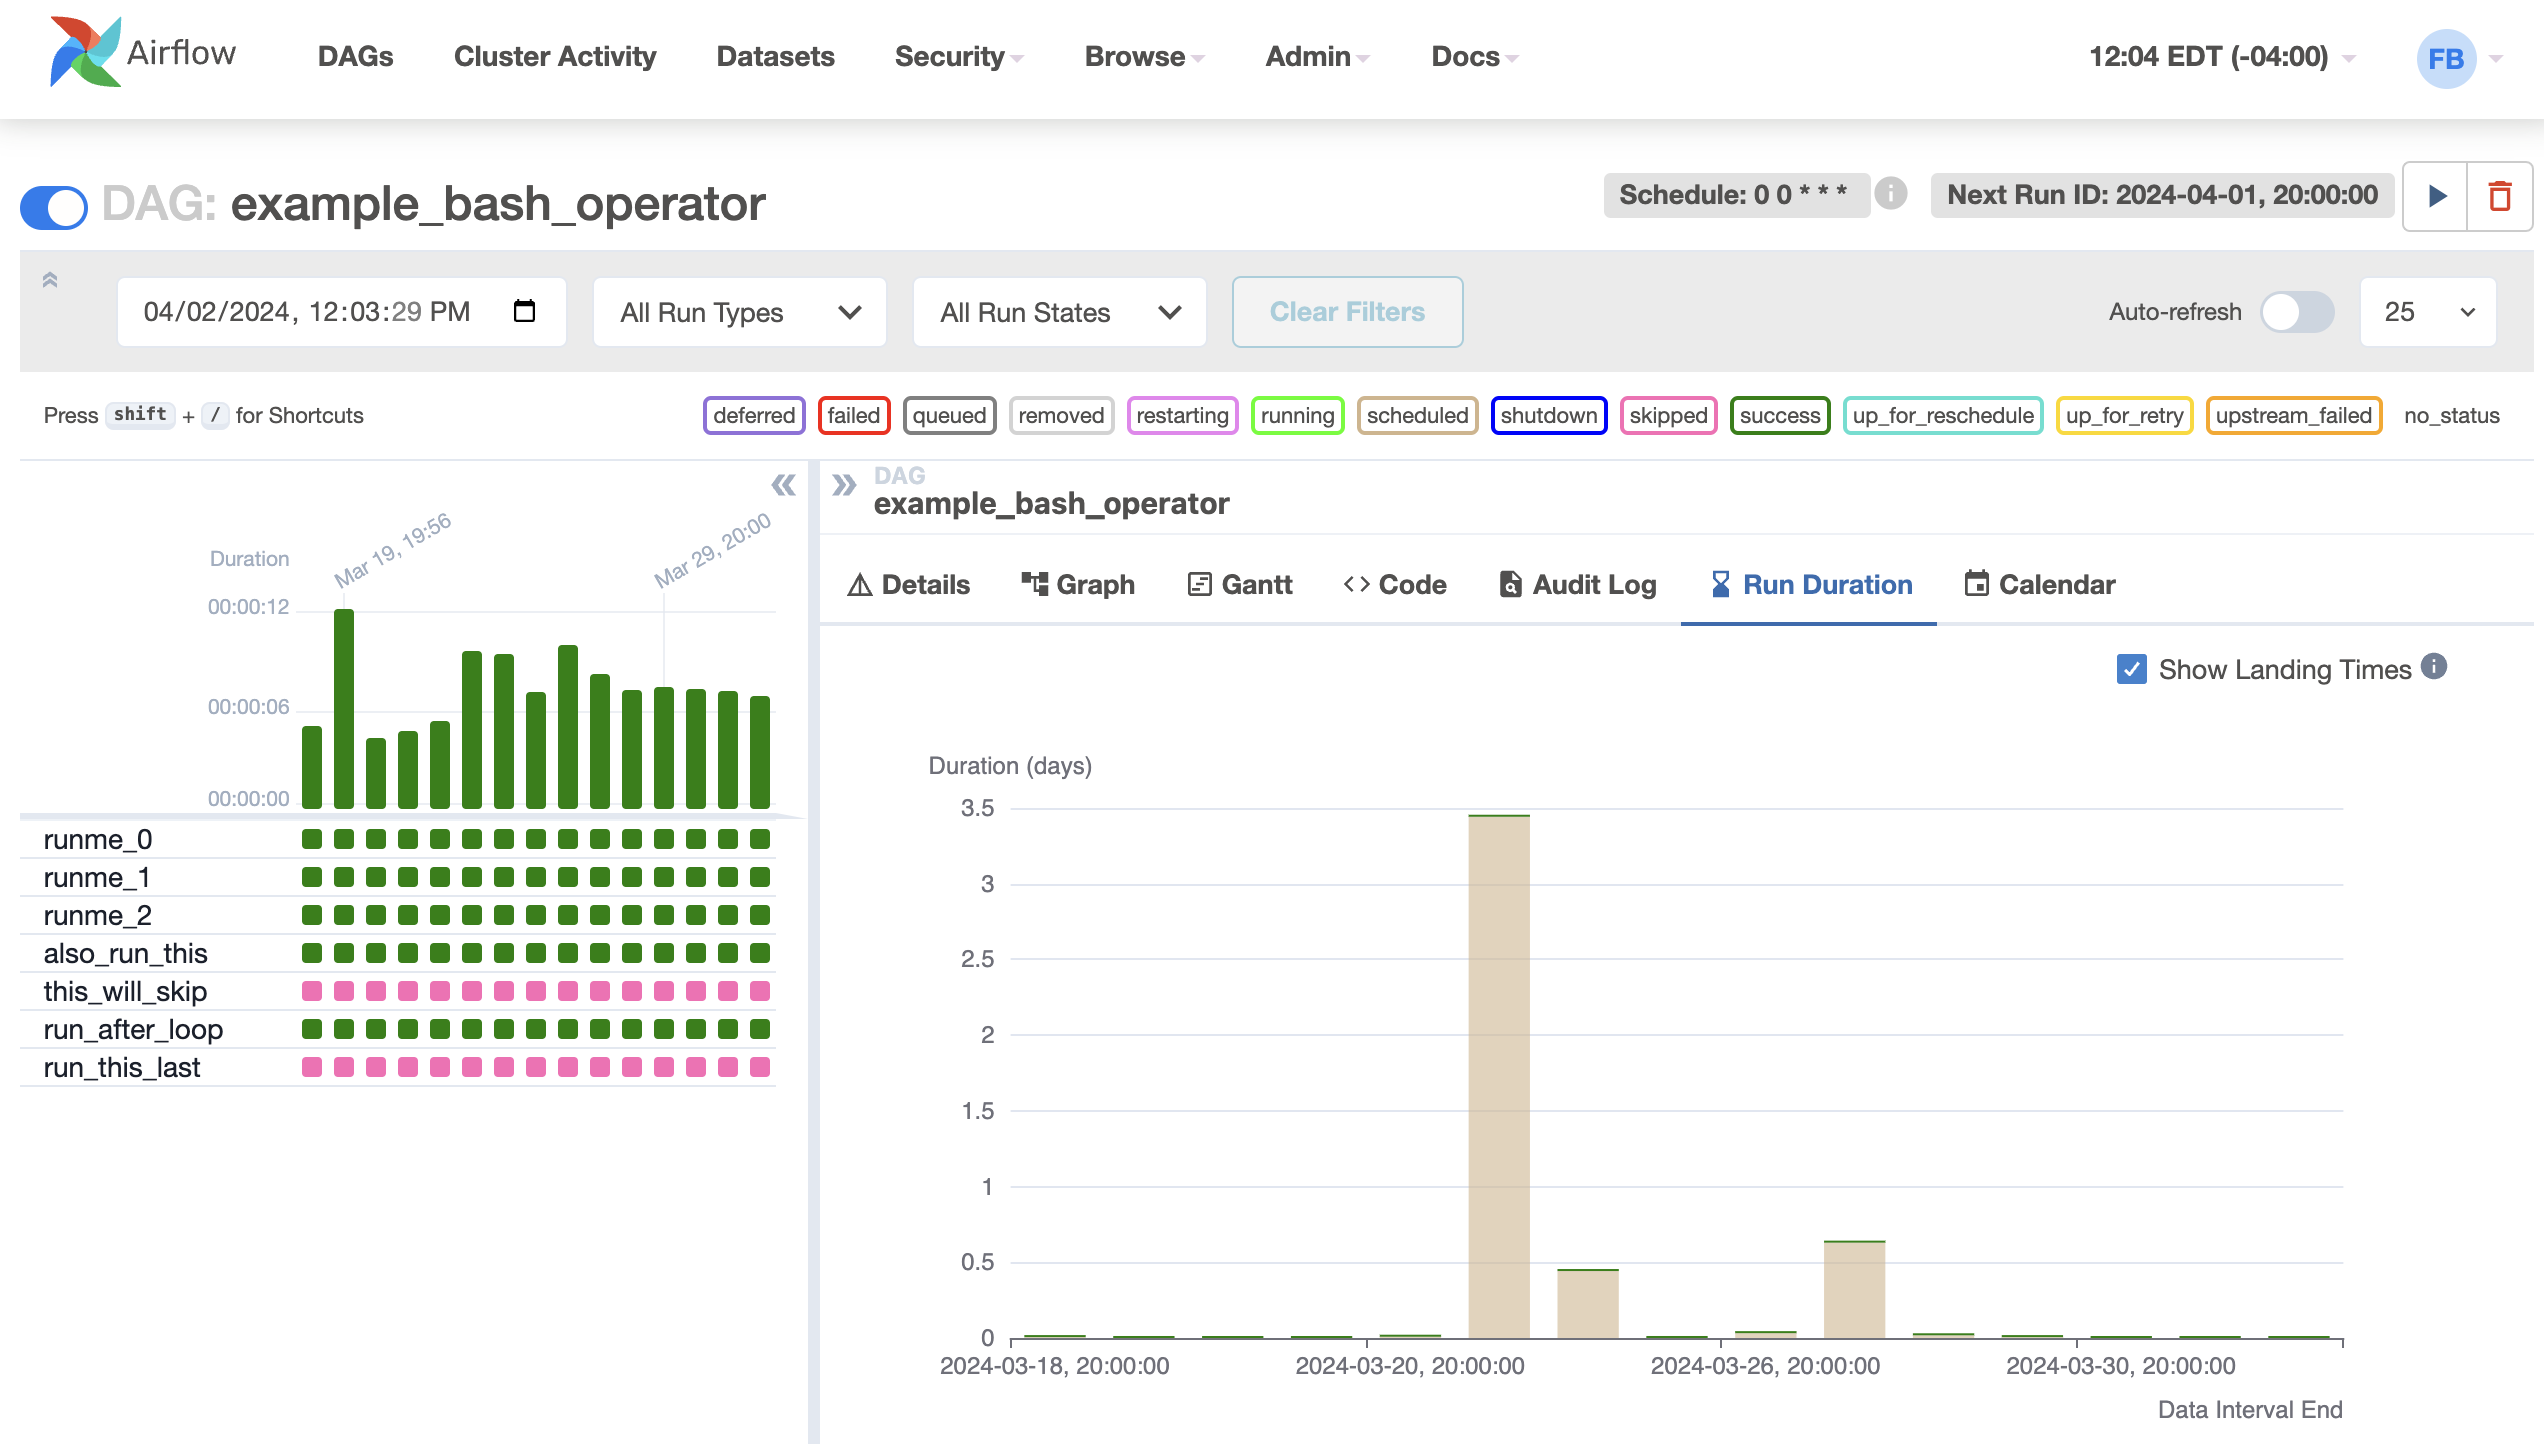 Airflow DAGs Cluster Activity Datasets Security Browse Admin Docs 12:04 EDT (-04:00) FB
DAG: example_bash_operator Schedule: 0 0 * * * Next Run ID: 2024-04-01, 20:00:00
04/02/2024, 12:03:29 PM All Run Types All Run States Clear Filters Auto-refresh 25
Press shift + / for Shortcuts deferred failed queued removed restarting running scheduled shutdown skipped success up_for_reschedule up_for_retry upstream_failed no_status
Mar 19, 19:56
Mar 29, 20:00
Duration
00:00:12
00:00:06
00:00:00
runme_0
runme_1
runme_2
also_run_this
this_will_skip
run_after_loop
run_this_last
DAG
example_bash_operator
Details Graph Gantt Code Audit Log Run Duration Calendar
Show Landing Times
Duration (days)
3.5
3
2.5
2
1.5
1
0.5
0
2024-03-18, 20:00:00 2024-03-20, 20:00:00 2024-03-26, 20:00:00 2024-03-30, 20:00:00
Data Interval End